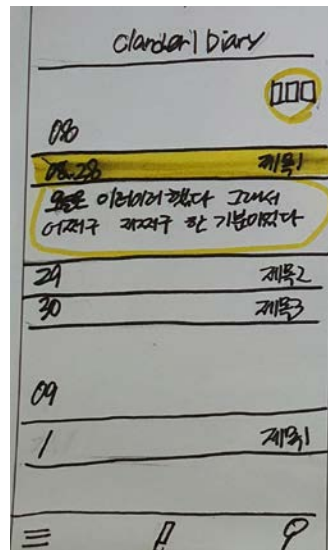 Clander 1 Diary
08
08.28 제목1
오늘은 이러이러 했다 그래서
어쩌구 저쩌구 한 기분이었다
29 제목2
30 제목3
09
1 제목1